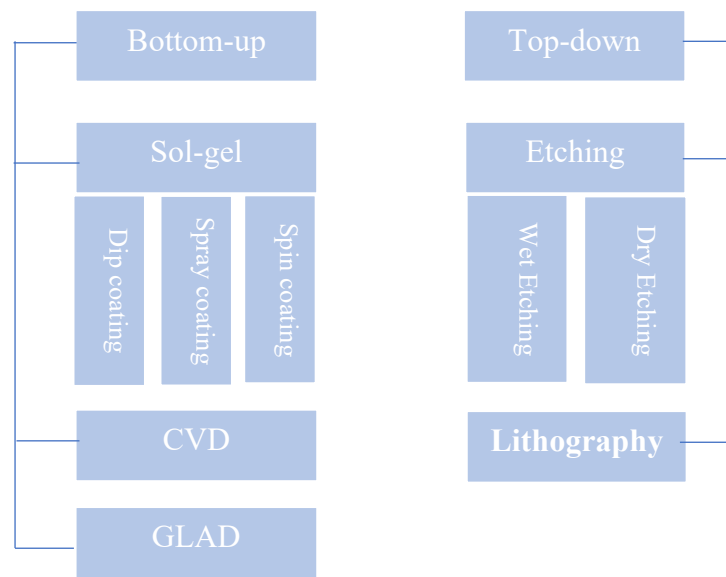 Bottom-up
Sol-gel
Dip coating
Spray coating
Spin coating
CVD
GLAD
Top-down
Etching
Wet Etching
Dry Etching
Lithography